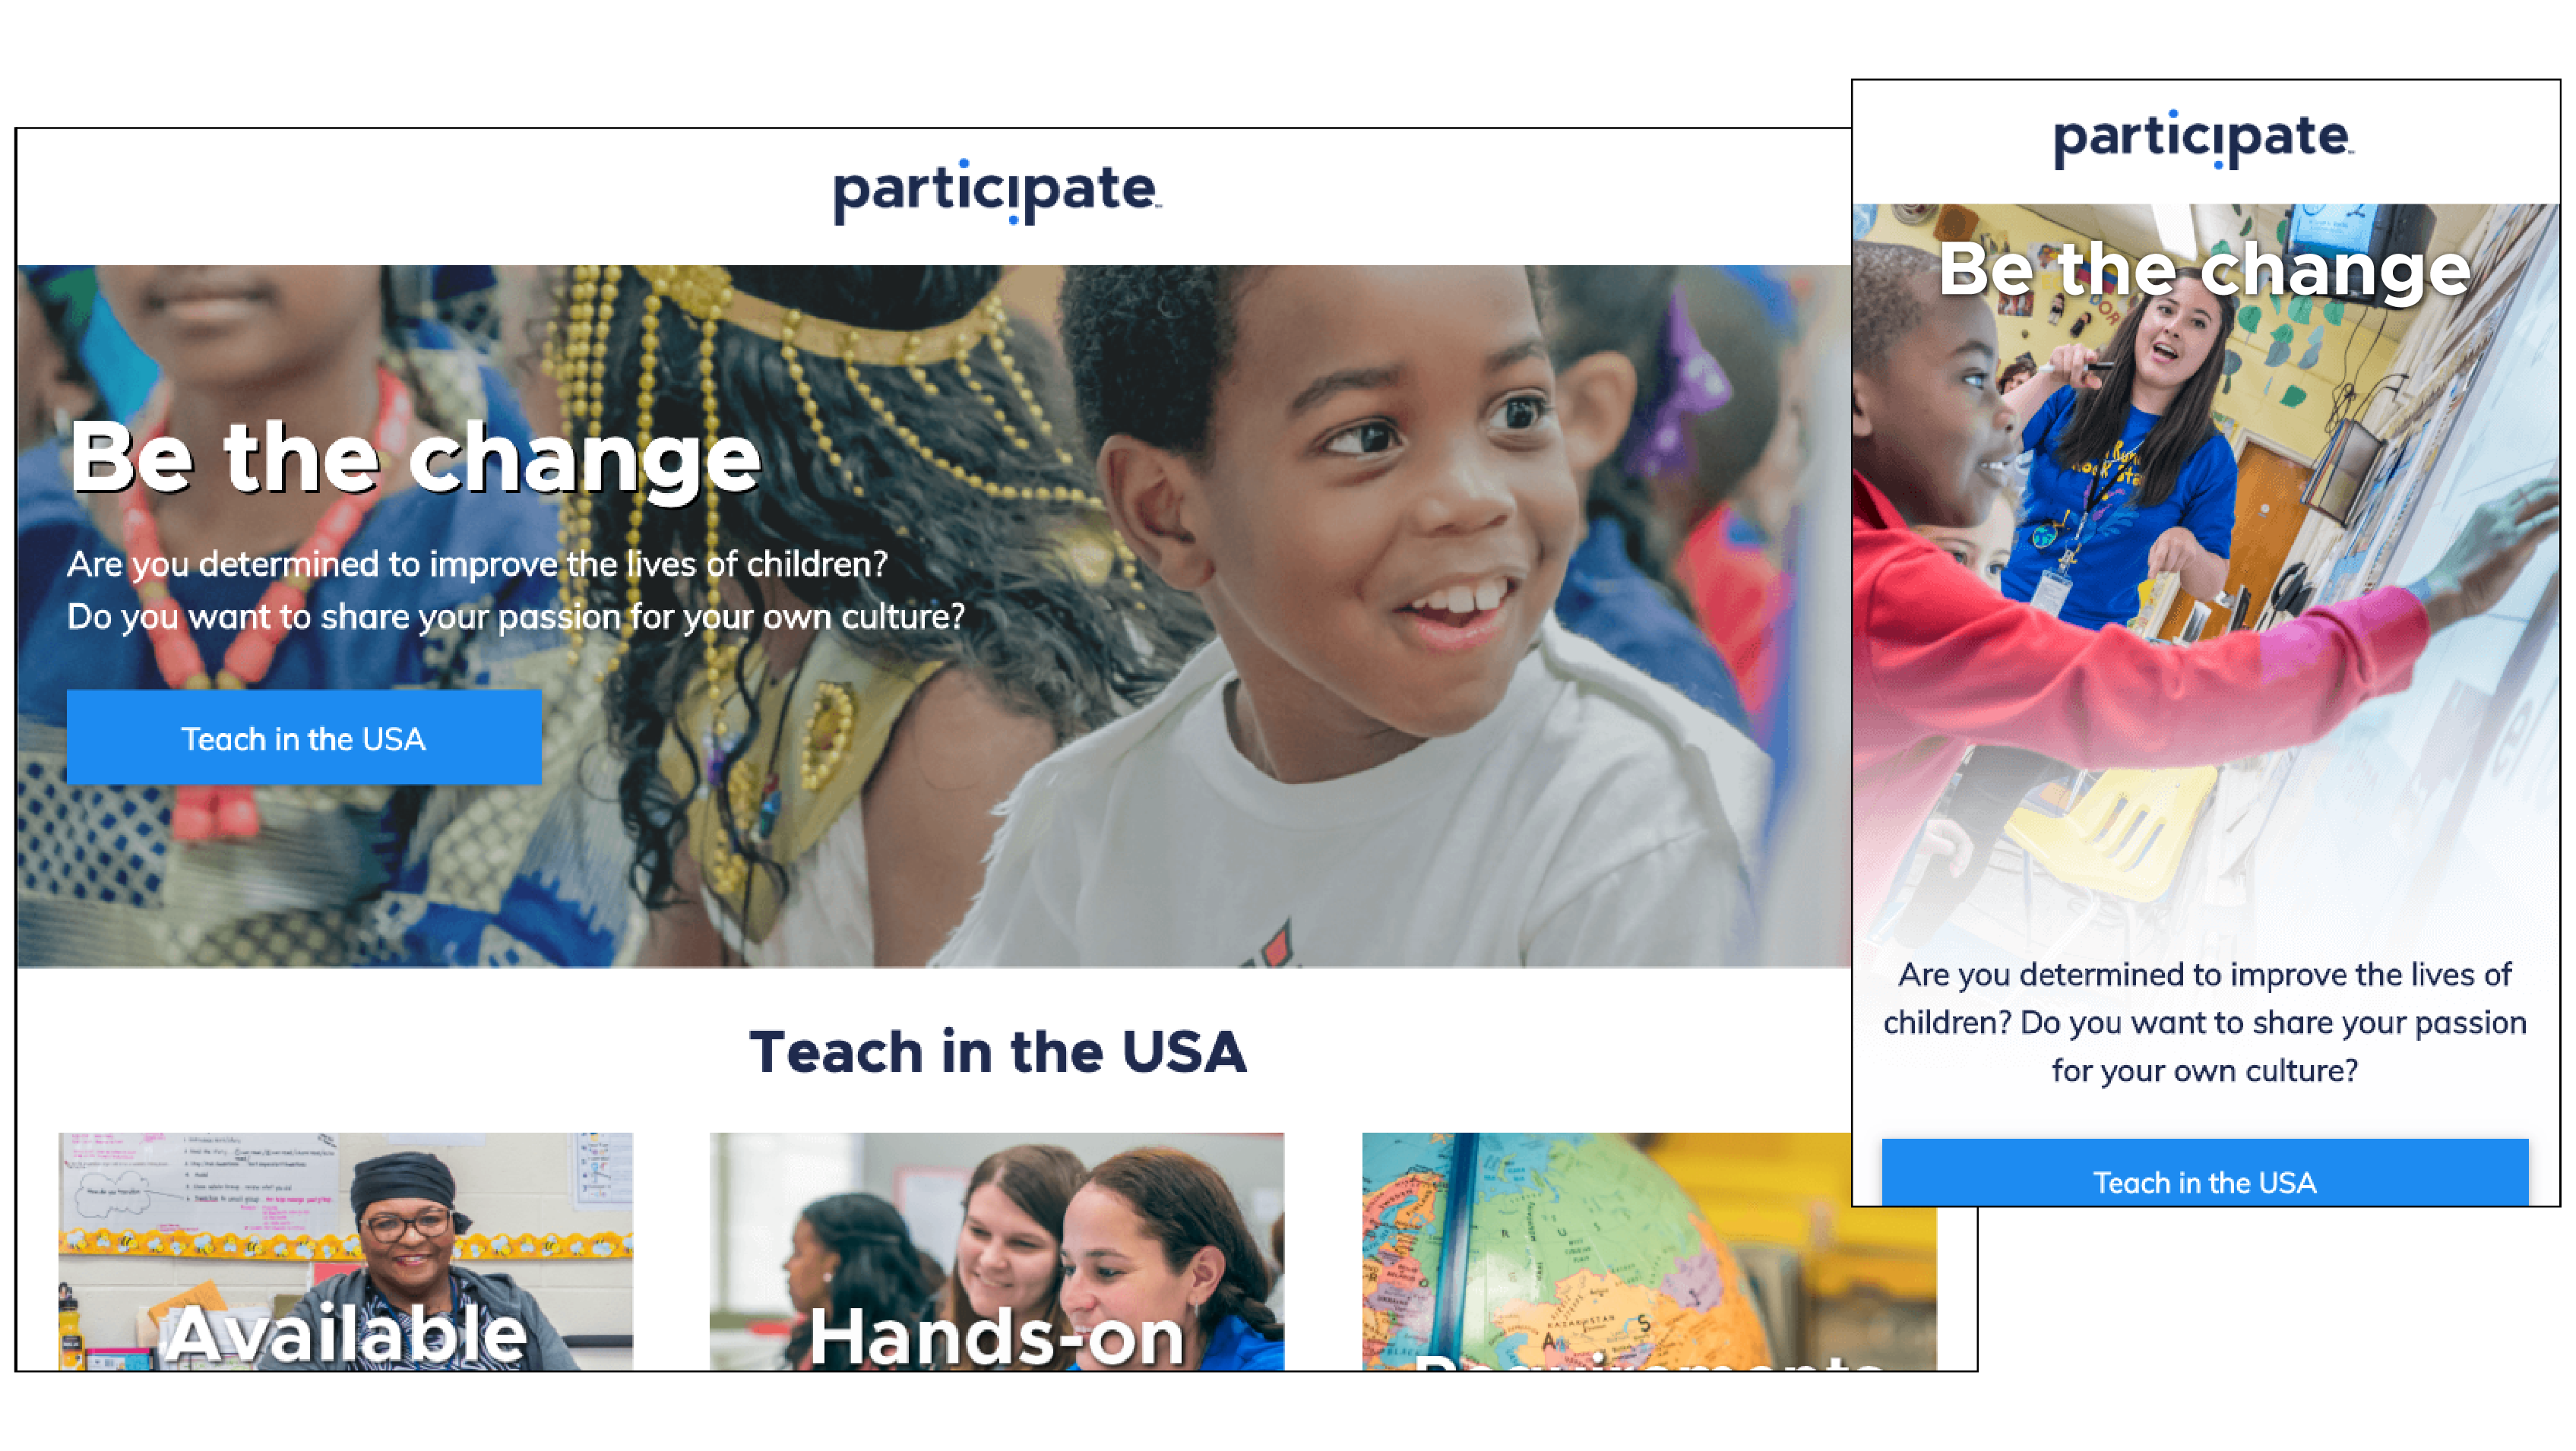 participate
Be the change
Are you determined to improve the lives of children?
Do you want to share your passion for your own culture?
Teach in the USA
Teach in the USA
Available
Hands-on
Requirements
KAZAKHSTAN
participate
Be the change
Are you determined to improve the lives of
children? Do you want to share your passion
for your own culture?
Teach in the USA